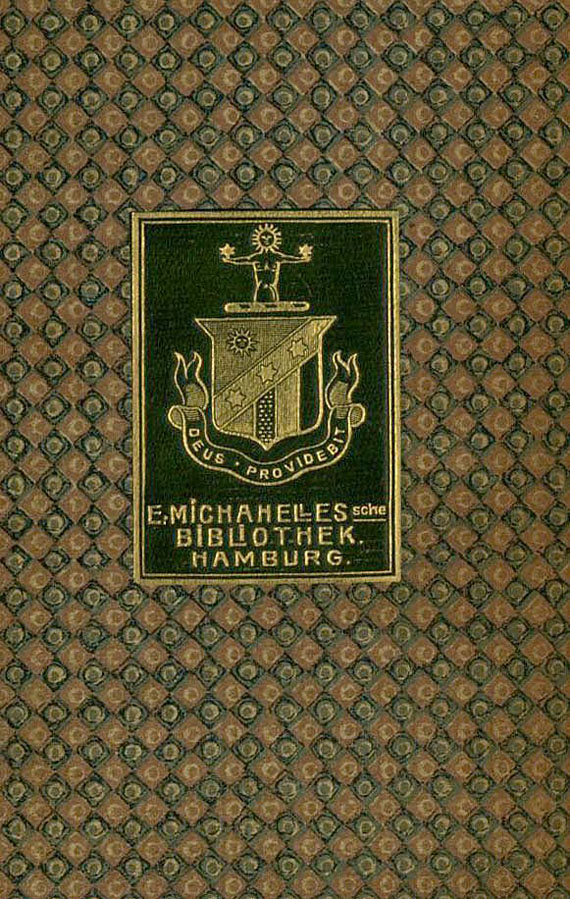 DEUS · PROVIDEBIT
E. MICHAHELLES sche
BIBLIOTHEK.
HAMBURG.